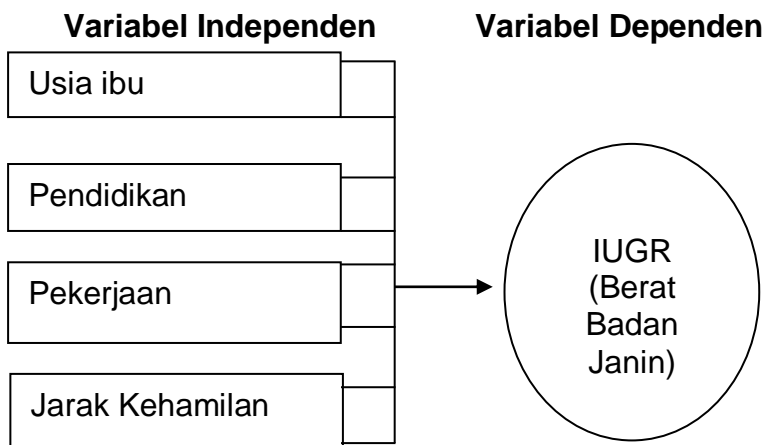 Variabel Independen Variabel Dependen
Usia ibu
Pendidikan
Pekerjaan
Jarak Kehamilan
IUGR
(Berat
Badan
Janin)